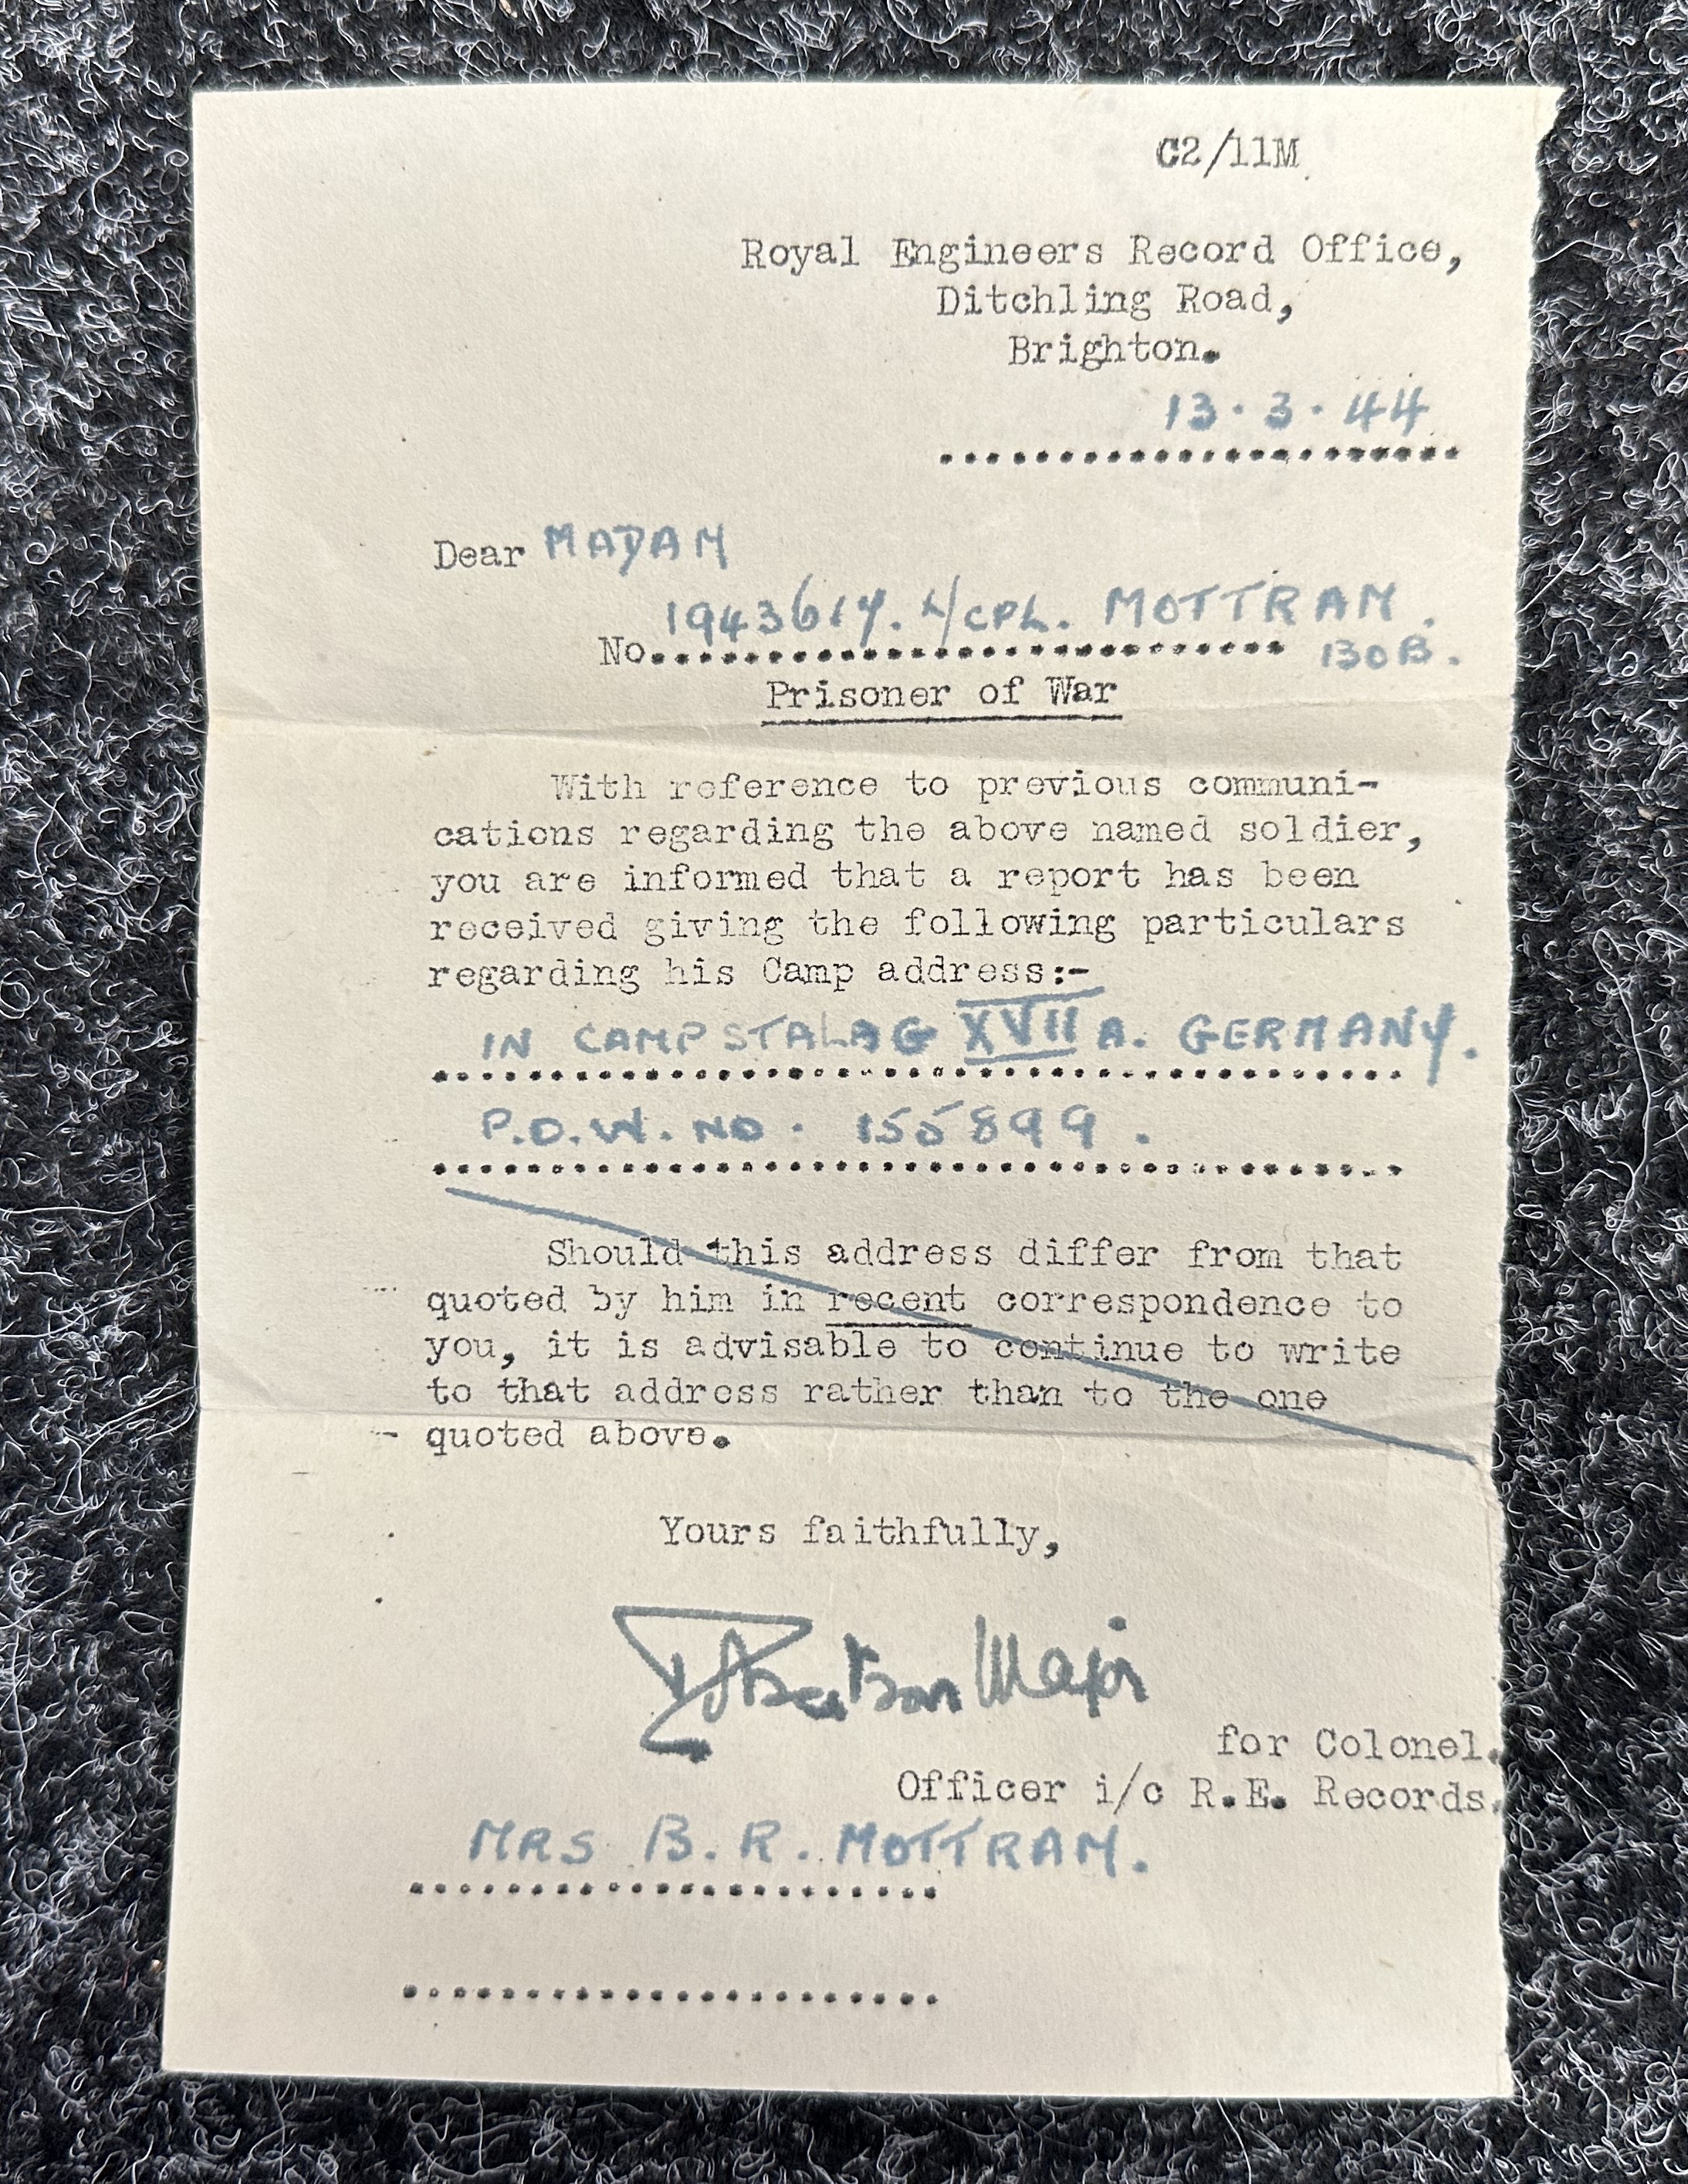 C2/11M
Royal Engineers Record Office,
Ditchling Road,
Brighton.
13.3.44
Dear MADAM
1943614. L/CPL. MOTTRAM.
No. 130B.
Prisoner of War
With reference to previous communi-
cations regarding the above named soldier,
you are informed that a report has been
received giving the following particulars
regarding his Camp address:-
IN CAMP STALAG XVII A. GERMANY.
P.O.W. NO. 155899.
Should this address differ from that
quoted by him in recent correspondence to
you, it is advisable to continue to write
to that address rather than to the one
quoted above.
Yours faithfully,
Major
for Colonel.
Officer i/c R.E. Records.
MRS B. R. MOTTRAM.